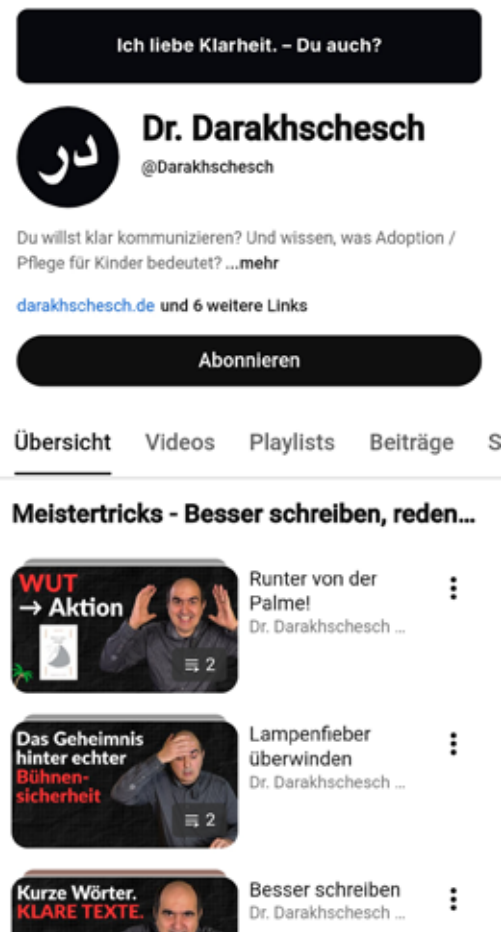 Ich liebe Klarheit. – Du auch?
در
Dr. Darakhschesch
@Darakhschesch
Du willst klar kommunizieren? Und wissen, was Adoption /
Pflege für Kinder bedeutet? ...mehr
darakhschesch.de und 6 weitere Links
Abonnieren
Übersicht Videos Playlists Beiträge S
Meistertricks - Besser schreiben, reden...
WUT
→ Aktion
2
Runter von der
Palme!
Dr. Darakhschesch ...
Das Geheimnis
hinter echter
Bühnen-
sicherheit
2
Lampenfieber
überwinden
Dr. Darakhschesch ...
Kurze Wörter.
KLARE TEXTE.
Besser schreiben
Dr. Darakhschesch ...